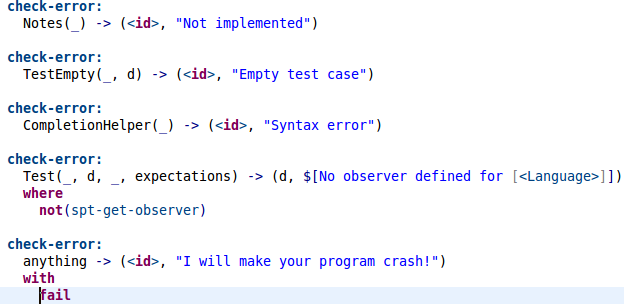 check-error:
Notes(_) -> (<id>, "Not implemented")
check-error:
TestEmpty(_, d) -> (<id>, "Empty test case")
check-error:
CompletionHelper(_) -> (<id>, "Syntax error")
check-error:
Test(_, d, _, expectations) -> (d, $[No observer defined for [<Language>]])
where
not(spt-get-observer)
check-error:
anything -> (<id>, "I will make your program crash!")
with
fail